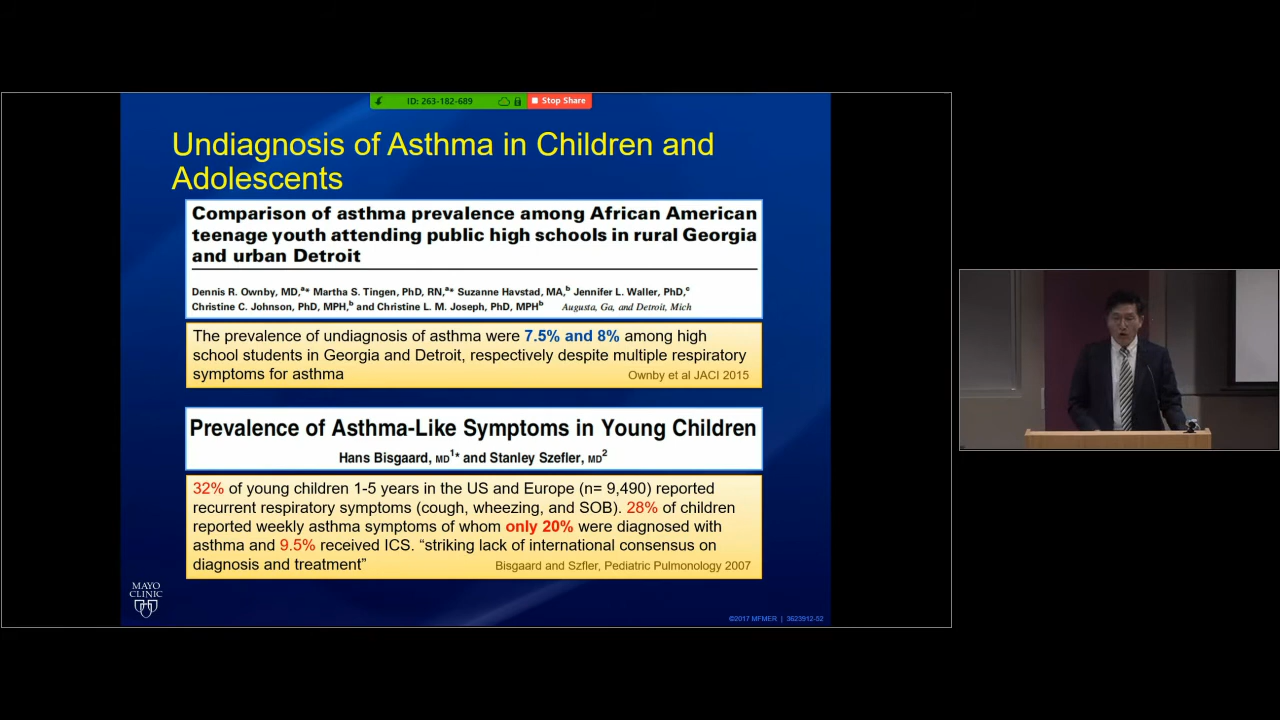 ID: 263-182-689
Stop Share
Undiagnosis of Asthma in Children and
Adolescents
Comparison of asthma prevalence among African American
teenage youth attending public high schools in rural Georgia
and urban Detroit
Dennis R. Ownby, MD,a* Martha S. Tingen, PhD, RN,a* Suzanne Havstad, MA,b Jennifer L. Waller, PhD,c
Christine C. Johnson, PhD, MPH,b and Christine L. M. Joseph, PhD, MPHb Augusta, Ga, and Detroit, Mich
The prevalence of undiagnosis of asthma were 7.5% and 8% among high
school students in Georgia and Detroit, respectively despite multiple respiratory
symptoms for asthma
Ownby et al JACI 2015
Prevalence of Asthma-Like Symptoms in Young Children
Hans Bisgaard, MD1* and Stanley Szefler, MD2
32% of young children 1-5 years in the US and Europe (n= 9,490) reported
recurrent respiratory symptoms (cough, wheezing, and SOB). 28% of children
reported weekly asthma symptoms of whom only 20% were diagnosed with
asthma and 9.5% received ICS. “striking lack of international consensus on
diagnosis and treatment”
Bisgaard and Szfler, Pediatric Pulmonology 2007
MAYO
CLINIC
©2017 MFMER | 3623912-52